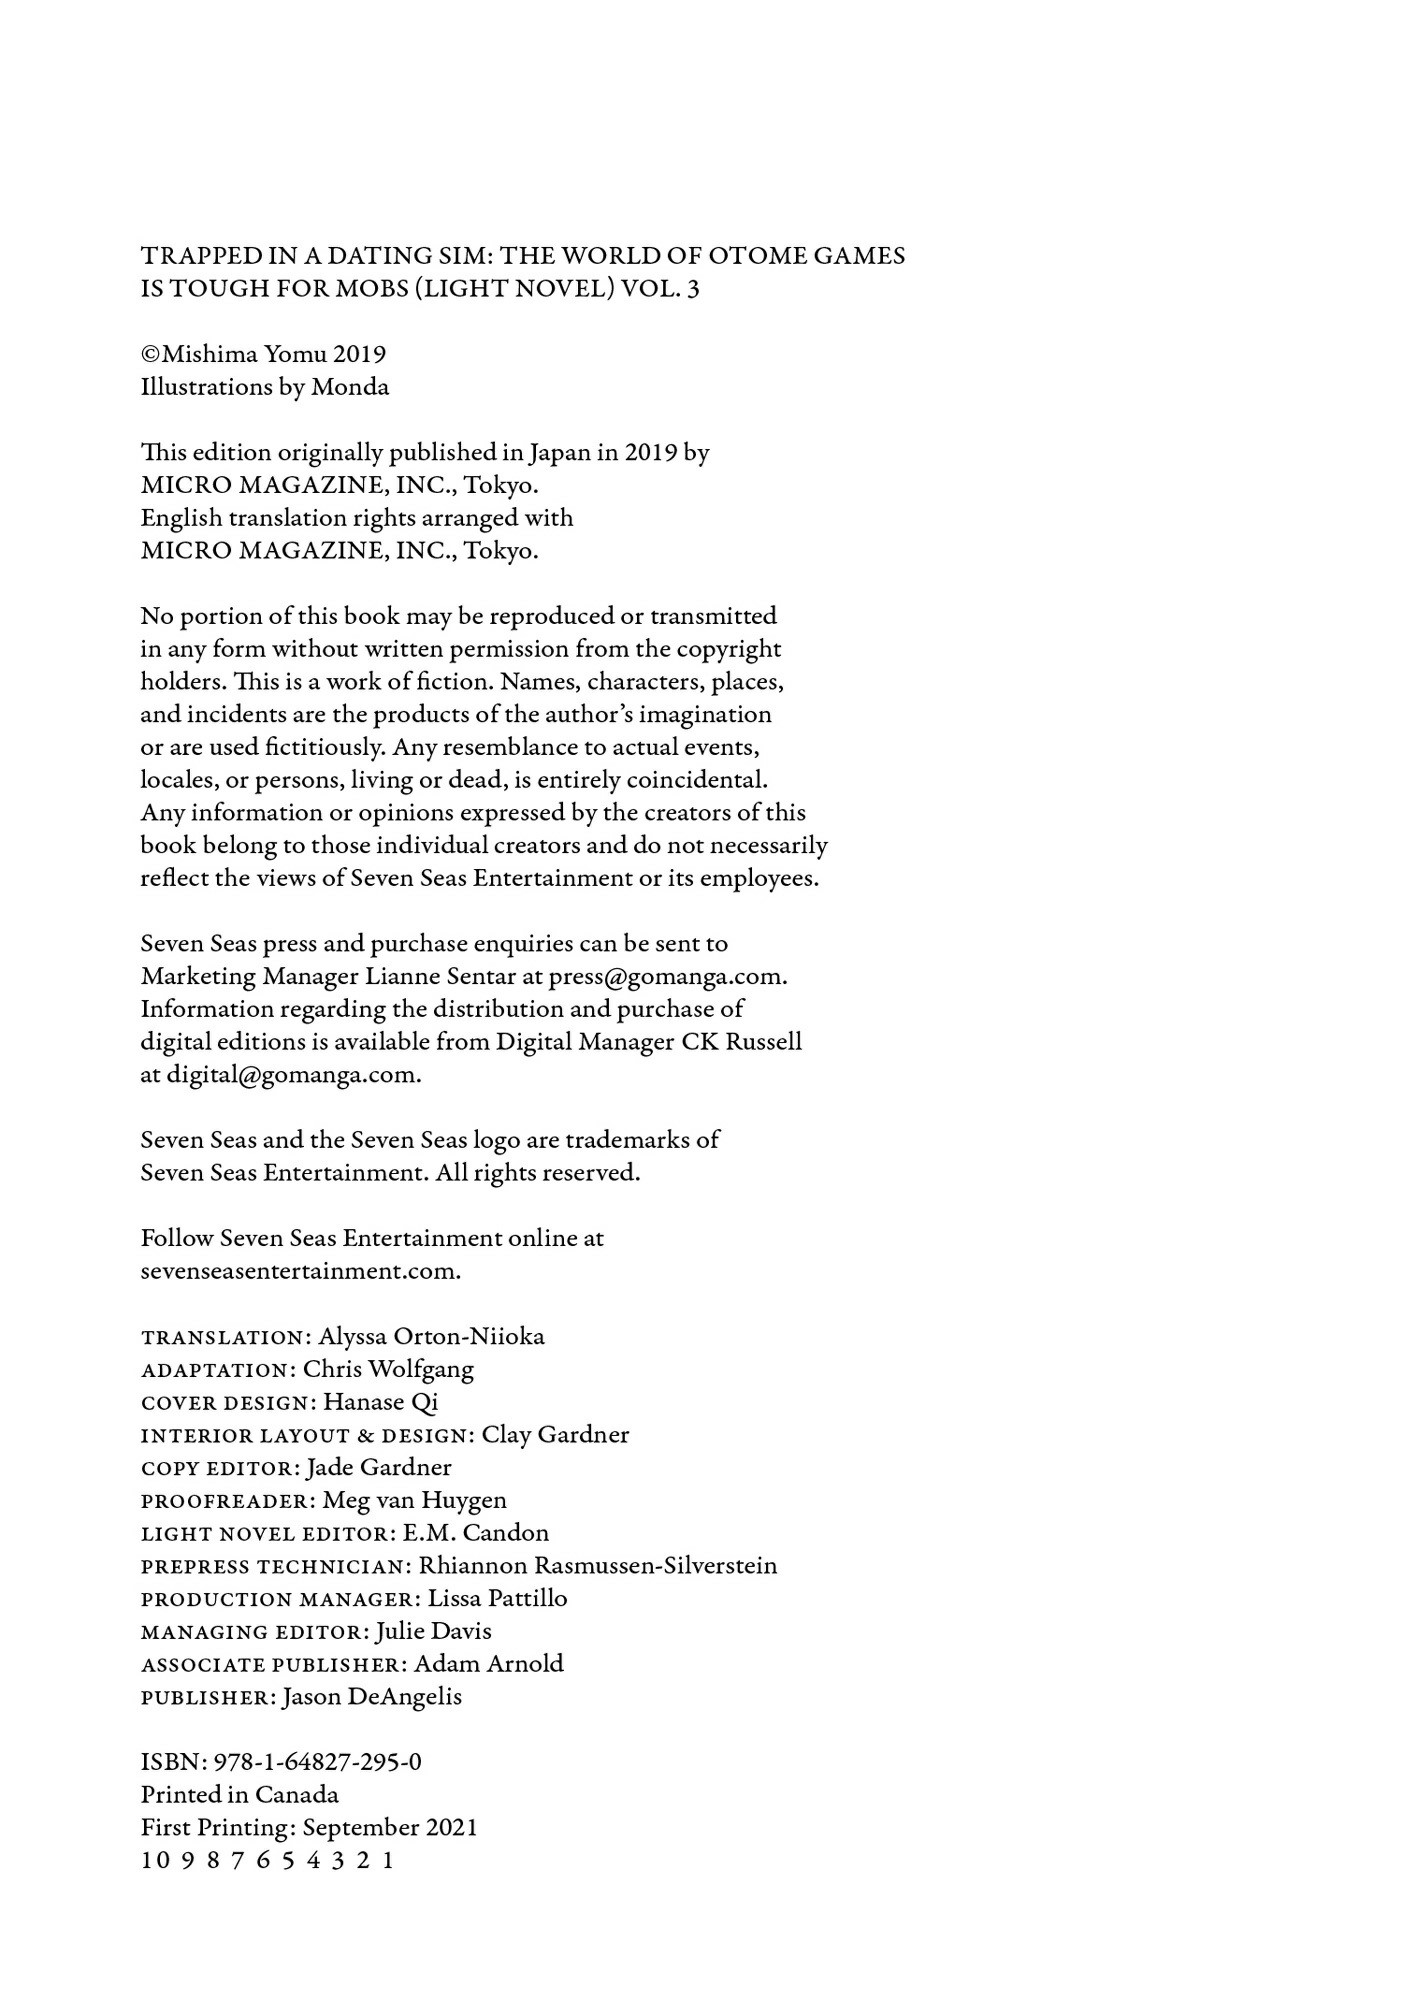 TRAPPED IN A DATING SIM: THE WORLD OF OTOME GAMES
IS TOUGH FOR MOBS (LIGHT NOVEL) VOL. 3
©Mishima Yomu 2019
Illustrations by Monda
This edition originally published in Japan in 2019 by
MICRO MAGAZINE, INC., Tokyo.
English translation rights arranged with
MICRO MAGAZINE, INC., Tokyo.
No portion of this book may be reproduced or transmitted
in any form without written permission from the copyright
holders. This is a work of fiction. Names, characters, places,
and incidents are the products of the author’s imagination
or are used fictitiously. Any resemblance to actual events,
locales, or persons, living or dead, is entirely coincidental.
Any information or opinions expressed by the creators of this
book belong to those individual creators and do not necessarily
reflect the views of Seven Seas Entertainment or its employees.
Seven Seas press and purchase enquiries can be sent to
Marketing Manager Lianne Sentar at press@gomanga.com.
Information regarding the distribution and purchase of
digital editions is available from Digital Manager CK Russell
at digital@gomanga.com.
Seven Seas and the Seven Seas logo are trademarks of
Seven Seas Entertainment. All rights reserved.
Follow Seven Seas Entertainment online at
sevenseasentertainment.com.
TRANSLATION: Alyssa Orton-Niioka
ADAPTATION: Chris Wolfgang
COVER DESIGN: Hanase Qi
INTERIOR LAYOUT & DESIGN: Clay Gardner
COPY EDITOR: Jade Gardner
PROOFREADER: Meg van Huygen
LIGHT NOVEL EDITOR: E.M. Candon
PREPRESS TECHNICIAN: Rhiannon Rasmussen-Silverstein
PRODUCTION MANAGER: Lissa Pattillo
MANAGING EDITOR: Julie Davis
ASSOCIATE PUBLISHER: Adam Arnold
PUBLISHER: Jason DeAngelis
ISBN: 978-1-64827-295-0
Printed in Canada
First Printing: September 2021
10 9 8 7 6 5 4 3 2 1